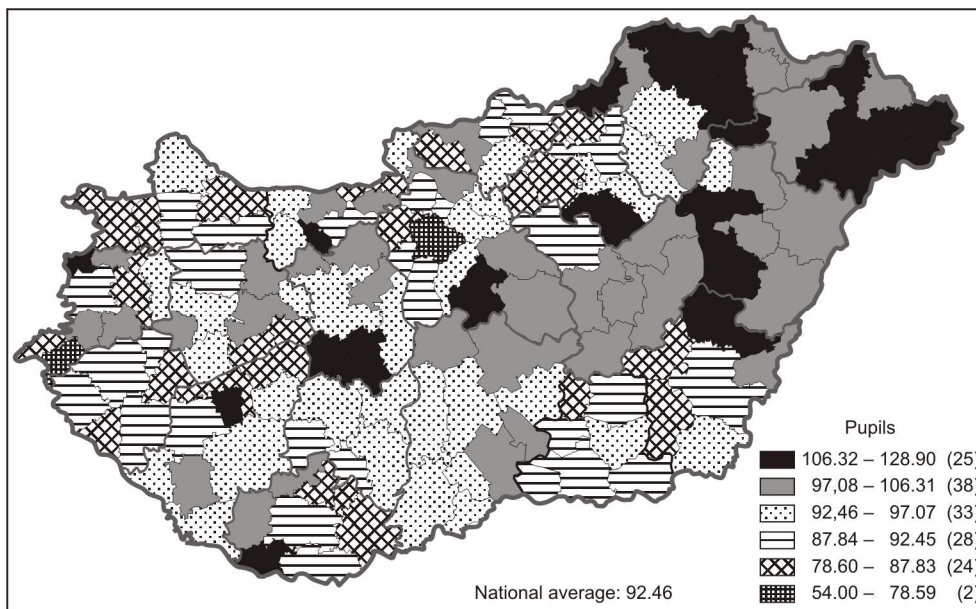 Pupils
106.32 – 128.90 (25)
97,08 – 106.31 (38)
92,46 – 97.07 (33)
87.84 – 92.45 (28)
78.60 – 87.83 (24)
54.00 – 78.59 (2)
National average: 92.46